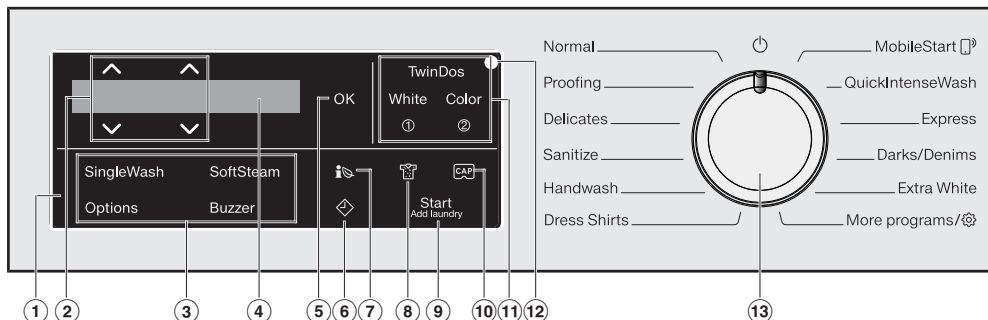 OK
TwinDos
White Color
① ②
SingleWash SoftSteam
Options Buzzer
CAP
Start
Add laundry
Normal
Proofing
Delicates
Sanitize
Handwash
Dress Shirts
MobileStart
QuickIntenseWash
Express
Darks/Denims
Extra White
More programs/
① ② ③ ④ ⑤ ⑥ ⑦ ⑧ ⑨ ⑩ ⑪ ⑫ ⑬